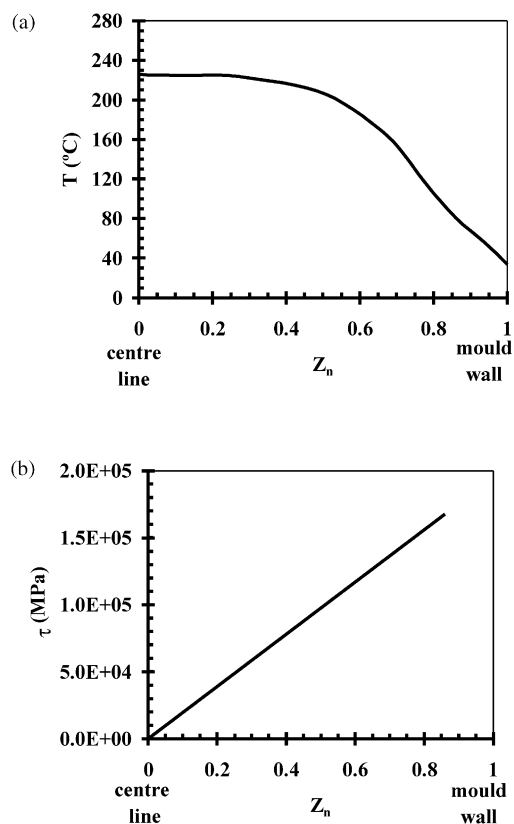 (a)
280
240
200
160
120
80
40
0
T (ºC)
0 0.2 0.4 0.6 0.8 1
centre line
mould wall
Zn
(b)
2.0E+05
1.5E+05
1.0E+05
5.0E+04
0.0E+00
τ (MPa)
0 0.2 0.4 0.6 0.8 1
centre line
mould wall
Zn